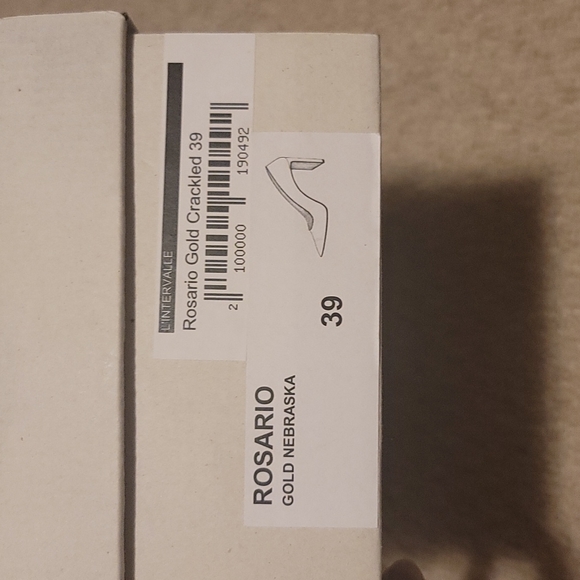 L'INTERVALLE
Rosario Gold Crackled 39
2 100000 190492
ROSARIO
GOLD NEBRASKA
39